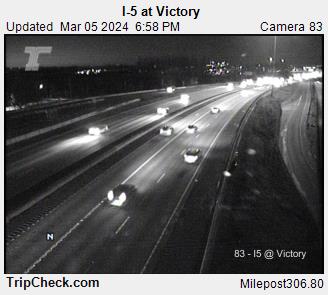 I-5 at Victory
Updated Mar 05 2024 6:58 PM Camera 83
N
83 - I5 @ Victory
TripCheck.com Milepost306.80